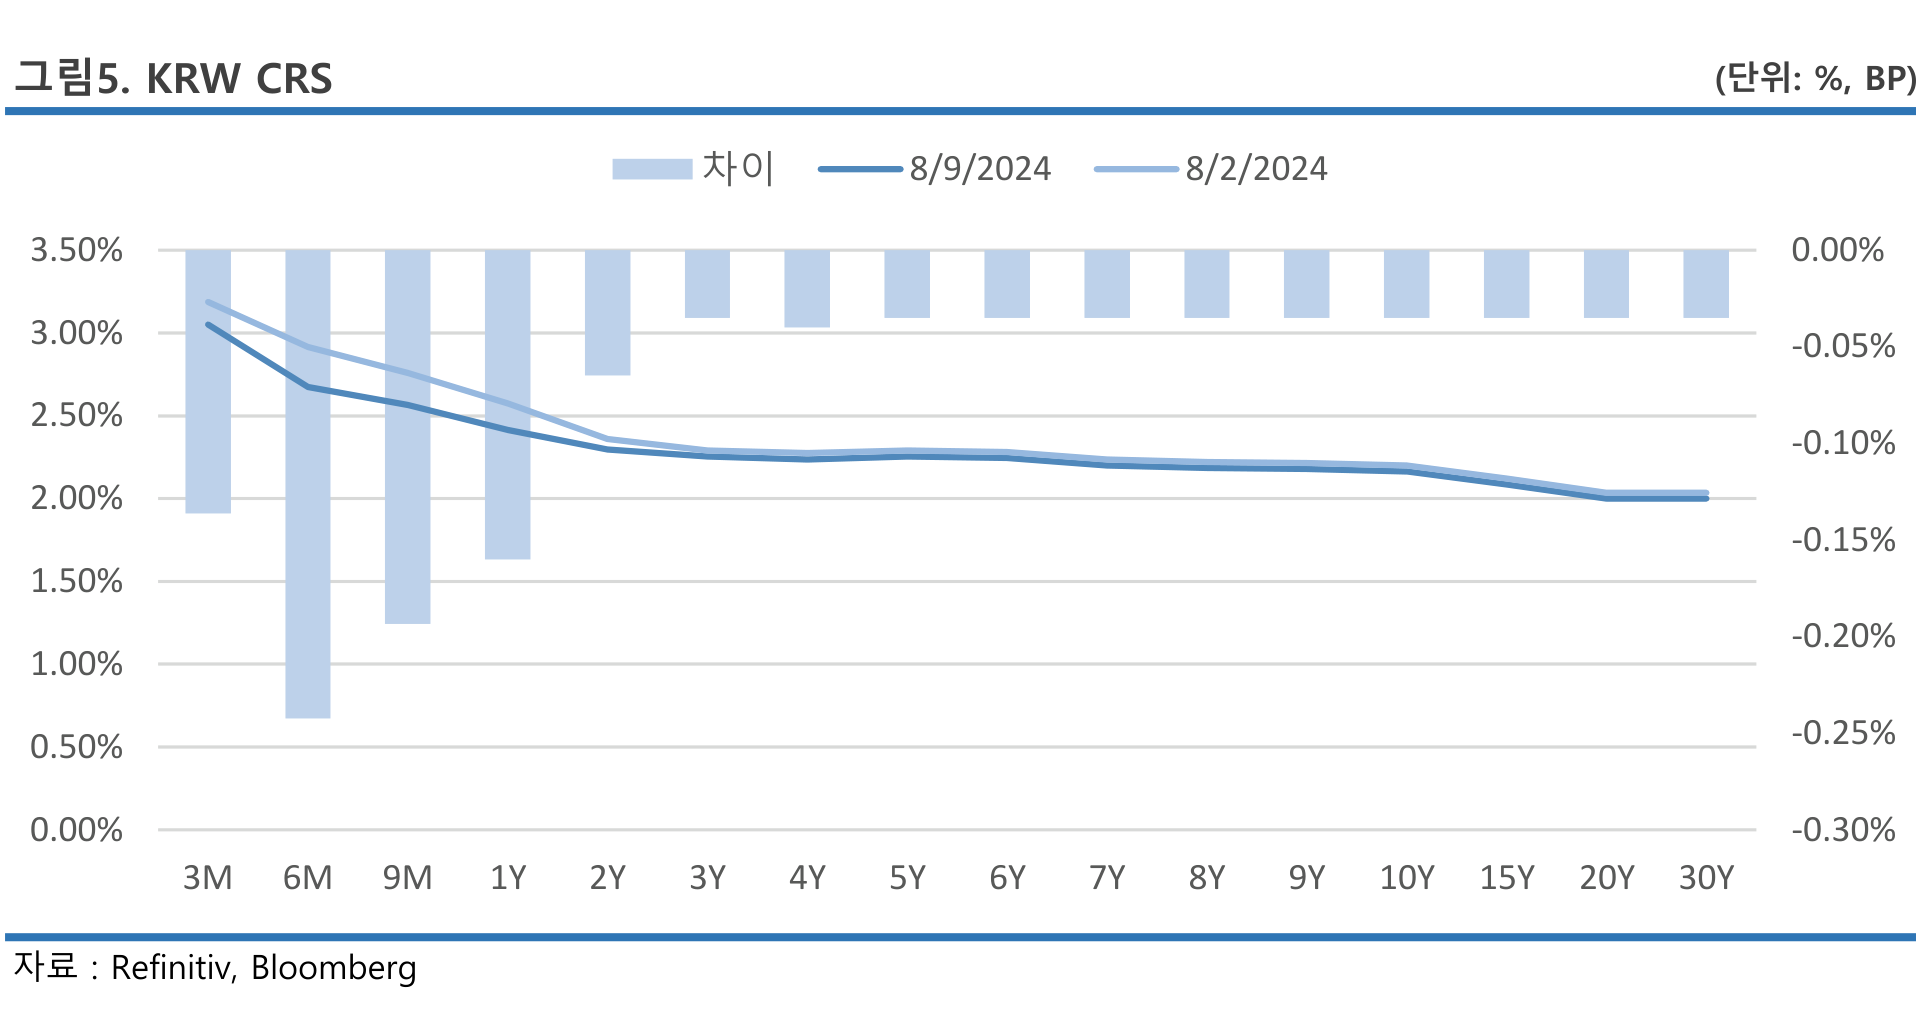 그림5. KRW CRS (단위: %, BP)
차이 8/9/2024 8/2/2024
3.50% 0.00%
3.00% -0.05%
2.50% -0.10%
2.00% -0.15%
1.50% -0.20%
1.00% -0.25%
0.50% -0.30%
0.00%
3M 6M 9M 1Y 2Y 3Y 4Y 5Y 6Y 7Y 8Y 9Y 10Y 15Y 20Y 30Y
자료 : Refinitiv, Bloomberg